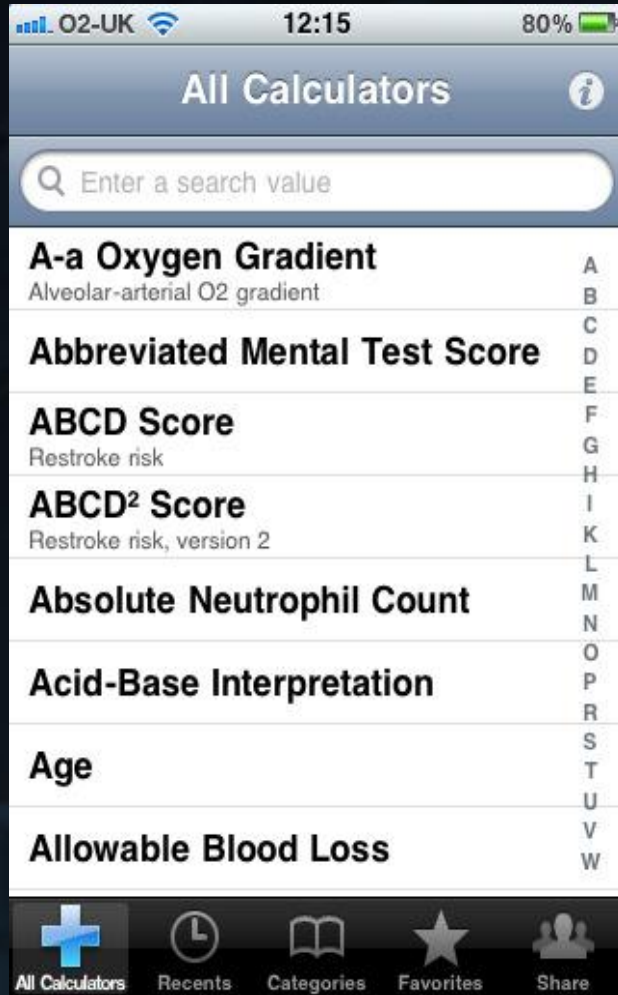 O2-UK 12:15 80%
All Calculators
Enter a search value
A-a Oxygen Gradient
Alveolar-arterial O2 gradient
Abbreviated Mental Test Score
ABCD Score
Restroke risk
ABCD² Score
Restroke risk, version 2
Absolute Neutrophil Count
Acid-Base Interpretation
Age
Allowable Blood Loss
A
B
C
D
E
F
G
H
I
K
L
M
N
O
P
R
S
T
U
V
W
All Calculators Recents Categories Favorites Share